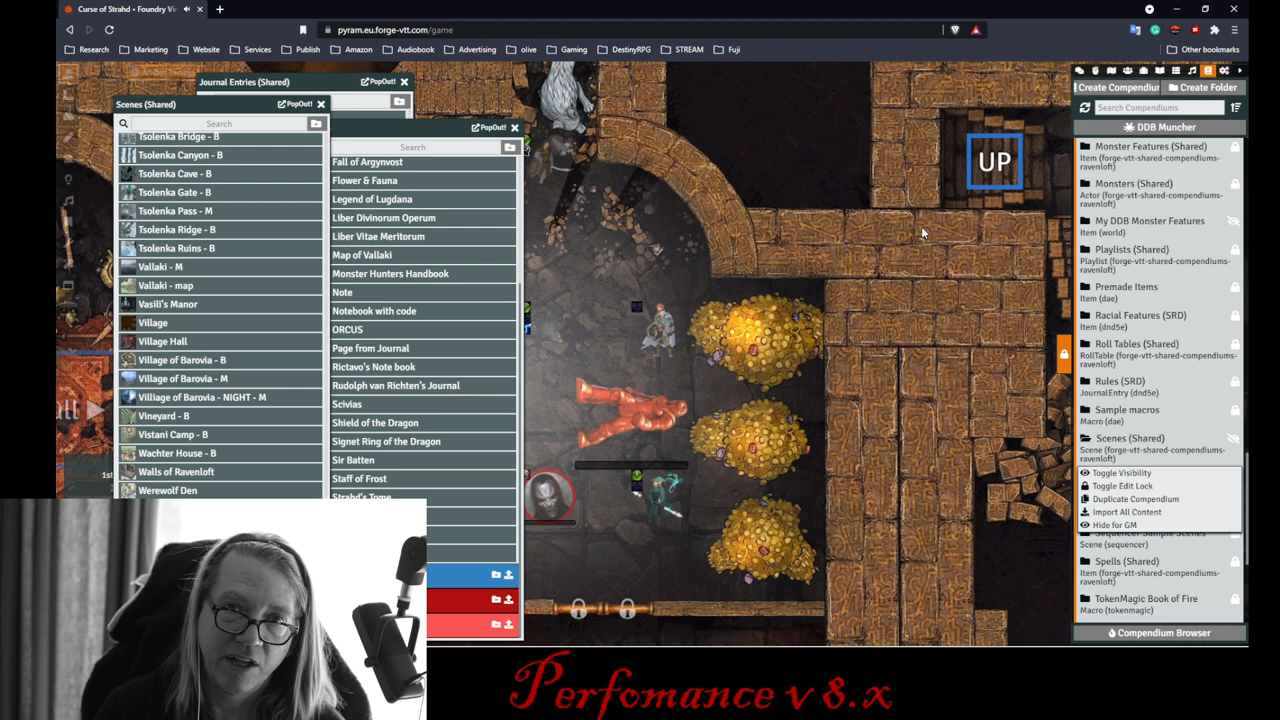 Curse of Strahd • Foundry Vi
pyram.eu.forge-vtt.com/game
Research
Marketing
Website
Services
Publish
Amazon
Audiobook
Advertising
olive
Gaming
DestinyRPG
STREAM
Fuji
Other bookmarks
Journal Entries (Shared)
PopOut!
Scenes (Shared)
PopOut!
Search
Tsolenka Bridge - B
Tsolenka Canyon - B
Tsolenka Cave - B
Tsolenka Gate - B
Tsolenka Pass - M
Tsolenka Ridge - B
Tsolenka Ruins - B
Vallaki - M
Vallaki - map
Vasili's Manor
Village
Village Hall
Village of Barovia - B
Village of Barovia - M
Villiage of Barovia - NIGHT - M
Vineyard - B
Vistani Camp - B
Wachter House - B
Walls of Ravenloft
Werewolf Den
PopOut!
Search
Fall of Argynvost
Flower & Fauna
Legend of Lugdana
Liber Divinorum Operum
Liber Vitae Meritorum
Map of Vallaki
Monster Hunters Handbook
Note
Notebook with code
ORCUS
Page from Journal
Rictavo's Note book
Rudolph van Richten's Journal
Scivias
Shield of the Dragon
Signet Ring of the Dragon
Sir Batten
Staff of Frost
Strahd's Tome
UP
Create Compendium
Create Folder
Search Compendiums
DDB Muncher
Monster Features (Shared)
Item (forge-vtt-shared-compendiums-
ravenloft)
Monsters (Shared)
Actor (forge-vtt-shared-compendiums-
ravenloft)
My DDB Monster Features
Item (world)
Playlists (Shared)
Playlist (forge-vtt-shared-compendiums-
ravenloft)
Premade Items
Item (dae)
Racial Features (SRD)
Item (dnd5e)
Roll Tables (Shared)
RollTable (forge-vtt-shared-compendiums-
ravenloft)
Rules (SRD)
JournalEntry (dnd5e)
Sample macros
Macro (dae)
Scenes (Shared)
Scene (forge-vtt-shared-compendiums-
ravenloft)
Toggle Visibility
Toggle Edit Lock
Duplicate Compendium
Import All Content
Hide for GM
Sequencer Sample Scenes
Scene (sequencer)
Spells (Shared)
Item (forge-vtt-shared-compendiums-
ravenloft)
TokenMagic Book of Fire
Macro (tokenmagic)
Compendium Browser
Perfomance v 8.x